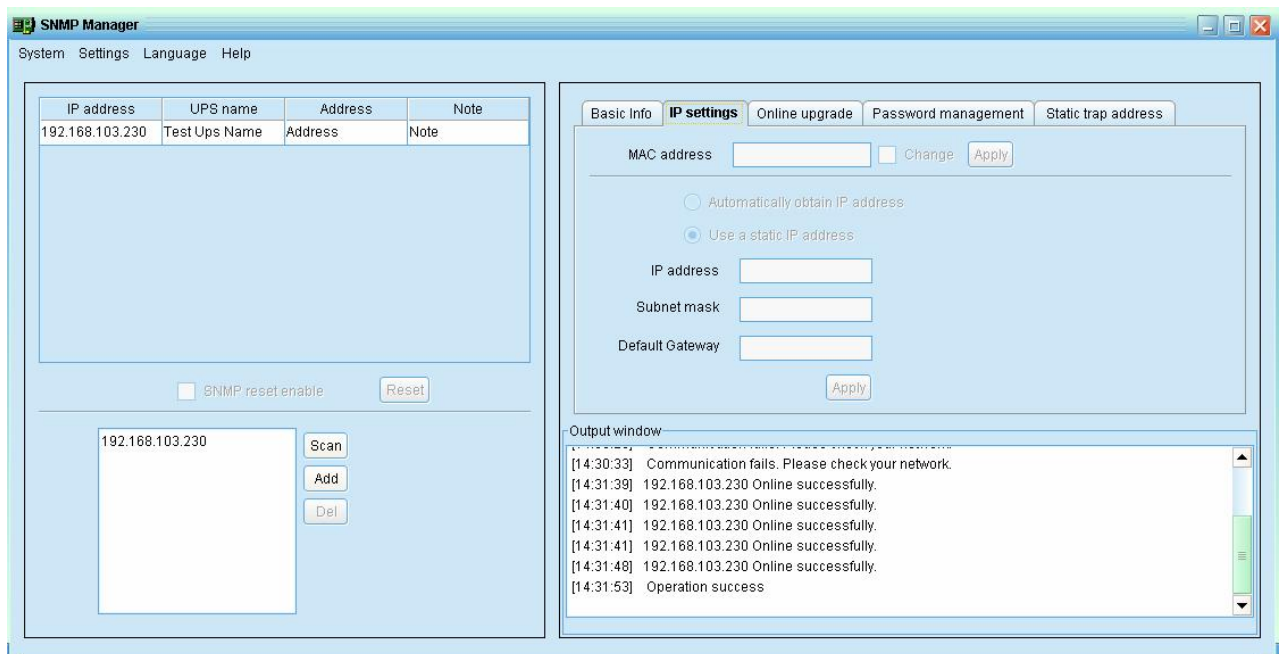 SNMP Manager
System Settings Language Help
IP address UPS name Address Note
192.168.103.230 Test Ups Name Address Note
SNMP reset enable Reset
192.168.103.230
Scan
Add
Del
Basic Info IP settings Online upgrade Password management Static trap address
MAC address Change Apply
Automatically obtain IP address
Use a static IP address
IP address
Subnet mask
Default Gateway
Apply
Output window
[14:30:33] Communication fails. Please check your network.
[14:31:39] 192.168.103.230 Online successfully.
[14:31:40] 192.168.103.230 Online successfully.
[14:31:41] 192.168.103.230 Online successfully.
[14:31:41] 192.168.103.230 Online successfully.
[14:31:48] 192.168.103.230 Online successfully.
[14:31:53] Operation success